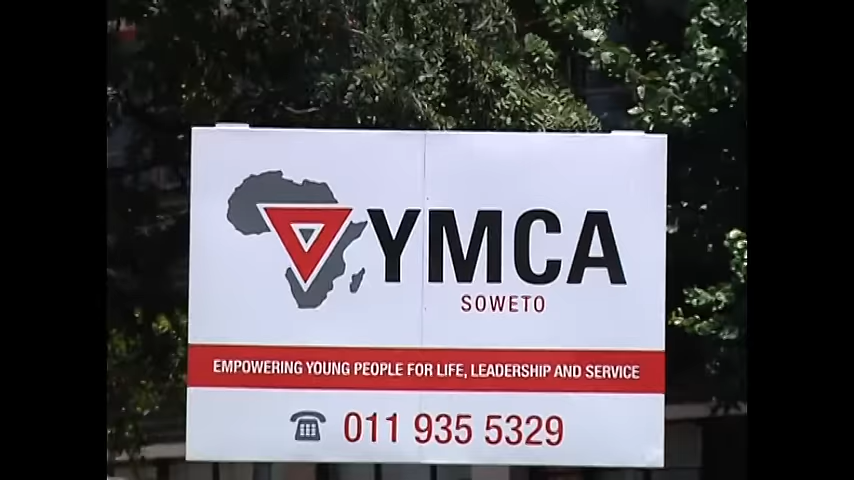 YMCA
SOWETO
EMPOWERING YOUNG PEOPLE FOR LIFE, LEADERSHIP AND SERVICE
011 935 5329